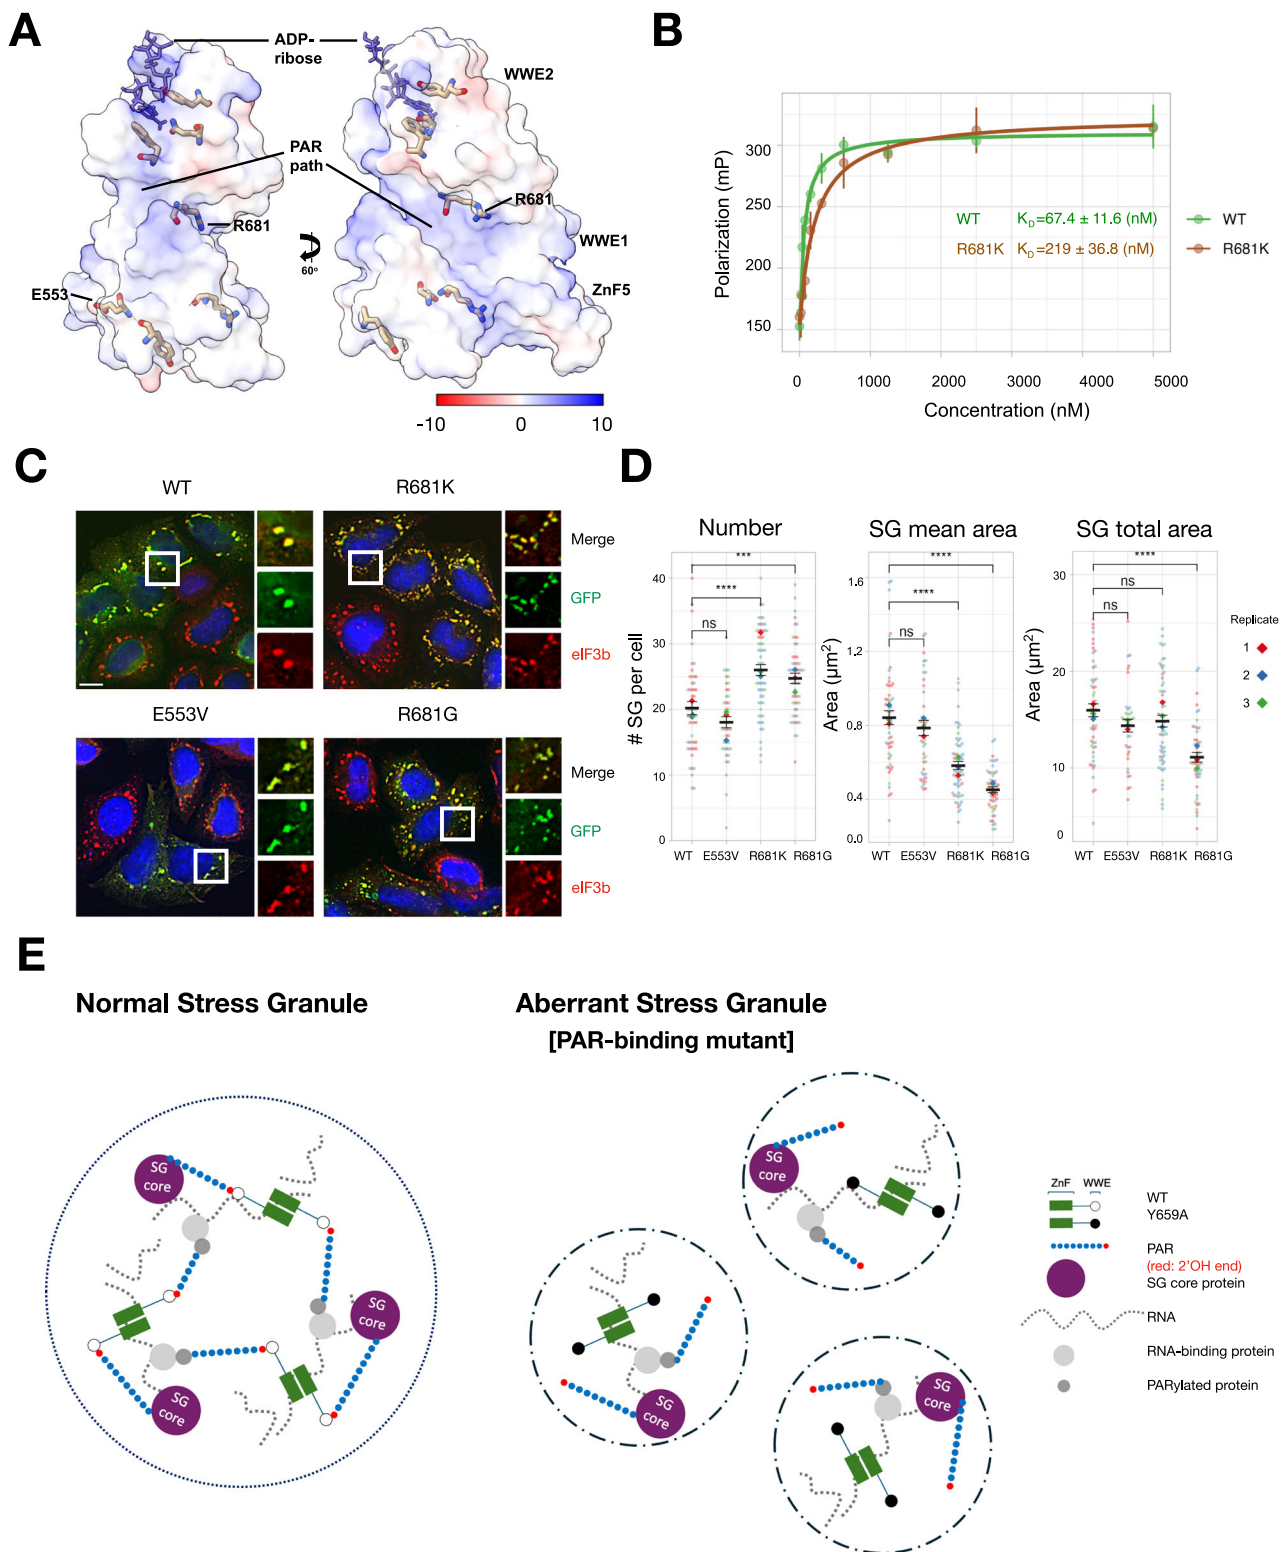 A
ADP-
ribose
WWE2
PAR
path
R681
R681
WWE1
60°
E553
ZnF5
-10
0
10
B
Polarization (mP)
300
250
200
150
WT K_D=67.4 ± 11.6 (nM)
R681K K_D=219 ± 36.8 (nM)
WT
R681K
0
1000
2000
3000
4000
5000
Concentration (nM)
C
WT
R681K
Merge
GFP
eIF3b
E553V
R681G
Merge
GFP
eIF3b
D
Number
# SG per cell
40
30
20
10
0
***
****
ns
WT
E553V
R681K
R681G
SG mean area
Area (μm²)
1.6
1.2
0.8
0.4
0.0
****
****
ns
WT
E553V
R681K
R681G
SG total area
Area (μm²)
30
20
10
0
****
ns
ns
WT
E553V
R681K
R681G
Replicate
1
2
3
E
Normal Stress Granule
Aberrant Stress Granule
[PAR-binding mutant]
SG
core
SG
core
SG
core
SG
core
SG
core
SG
core
ZnF WWE
WT
Y659A
PAR
(red: 2'OH end)
SG core protein
RNA
RNA-binding protein
PARylated protein